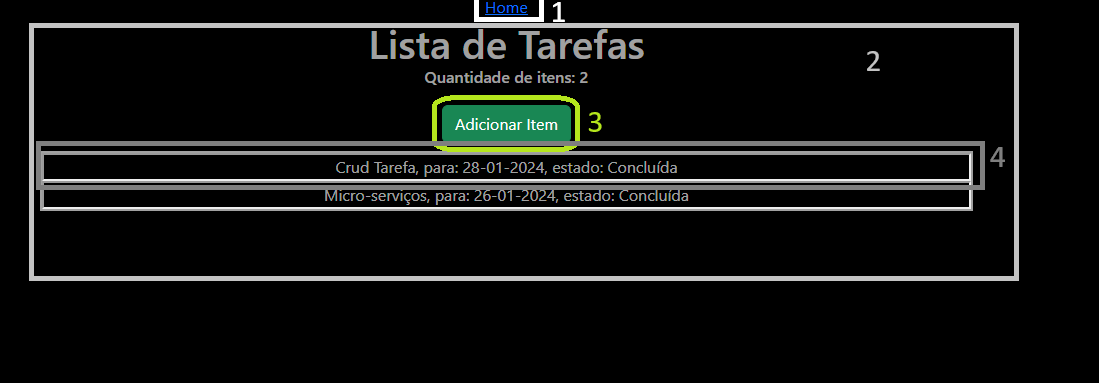 Home 1
Lista de Tarefas 2
Quantidade de itens: 2
Adicionar Item 3
4
Crud Tarefa, para: 28-01-2024, estado: Concluída
Micro-serviços, para: 26-01-2024, estado: Concluída